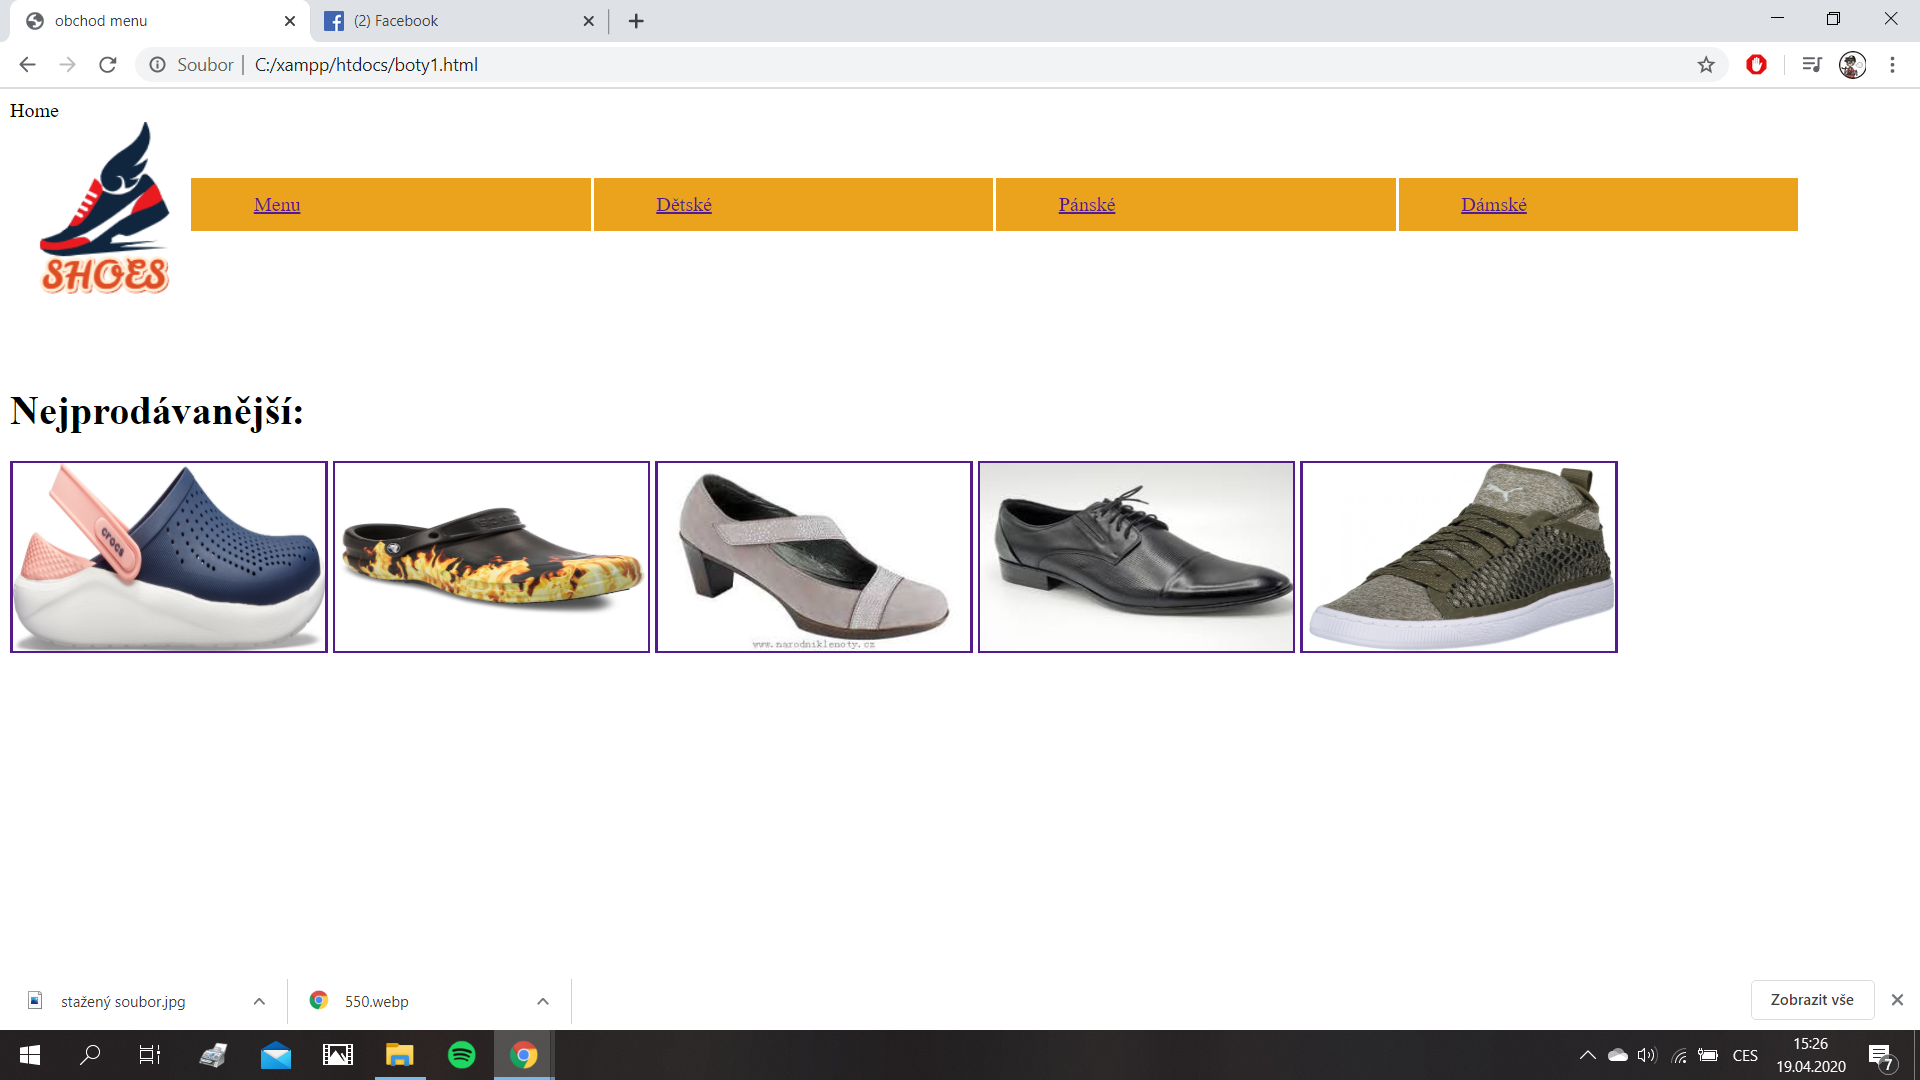 obchod menu
(2) Facebook
Soubor
C:/xampp/htdocs/boty1.html
Home
SHOES
Menu
Dětské
Pánské
Dámské
Nejprodávanější:
crocs
www.narodniklenoty.cz
stažený soubor.jpg
550.webp
Zobrazit vše
CES
15:26
19.04.2020
7